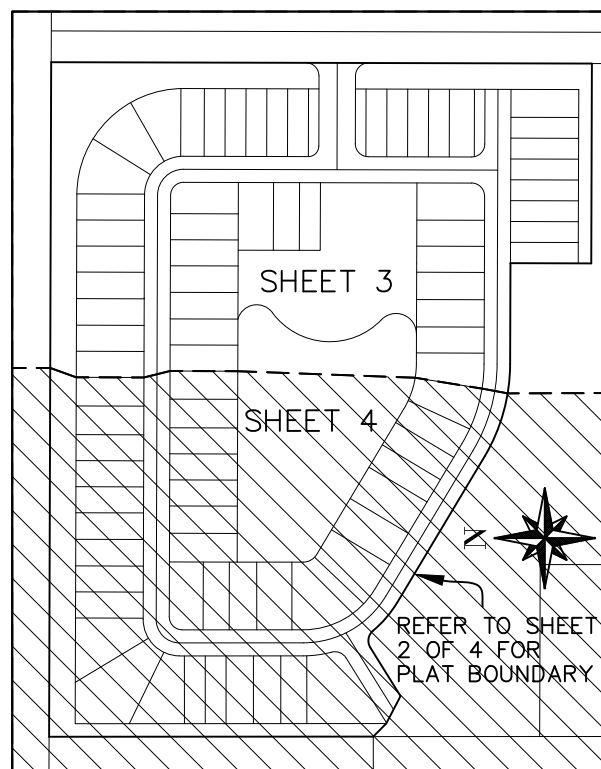 SHEET 3
SHEET 4
N
REFER TO SHEET
2 OF 4 FOR
PLAT BOUNDARY